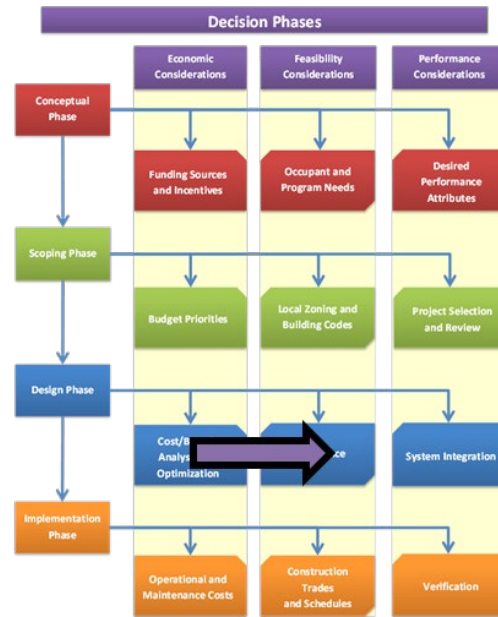 Decision Phases
Economic
Considerations
Feasibility
Considerations
Performance
Considerations
Conceptual
Phase
Funding Sources
and Incentives
Occupant and
Program Needs
Desired
Performance
Attributes
Scoping Phase
Budget Priorities
Local Zoning and
Building Codes
Project Selection
and Review
Design Phase
Optimization
System Integration
Implementation
Phase
Operational and
Maintenance Costs
Construction
Trades
and Schedules
Verification